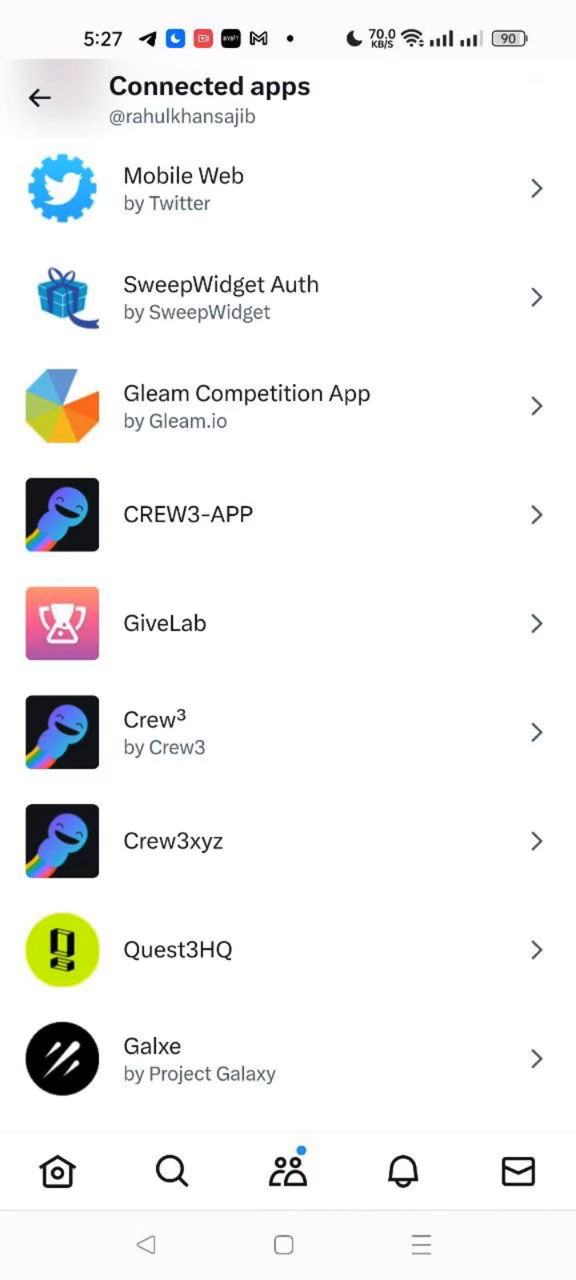 5:27
70.0
KB/S
90
Connected apps
@rahulkhansajib
Mobile Web
by Twitter
SweepWidget Auth
by SweepWidget
Gleam Competition App
by Gleam.io
CREW3-APP
GiveLab
Crew³
by Crew3
Crew3xyz
Quest3HQ
Galxe
by Project Galaxy